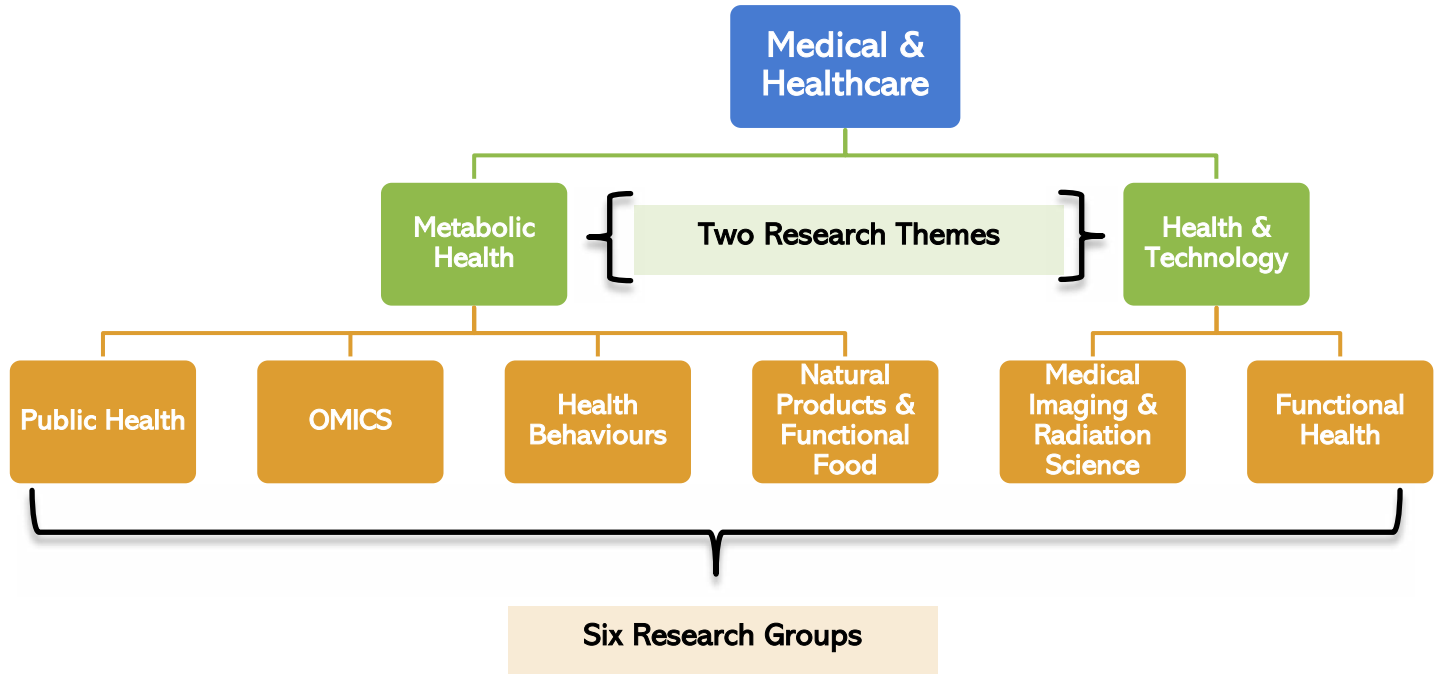 Medical &
Healthcare
Metabolic
Health
Two Research Themes
Health &
Technology
Public Health
OMICS
Health
Behaviours
Natural
Products &
Functional
Food
Medical
Imaging &
Radiation
Science
Functional
Health
Six Research Groups